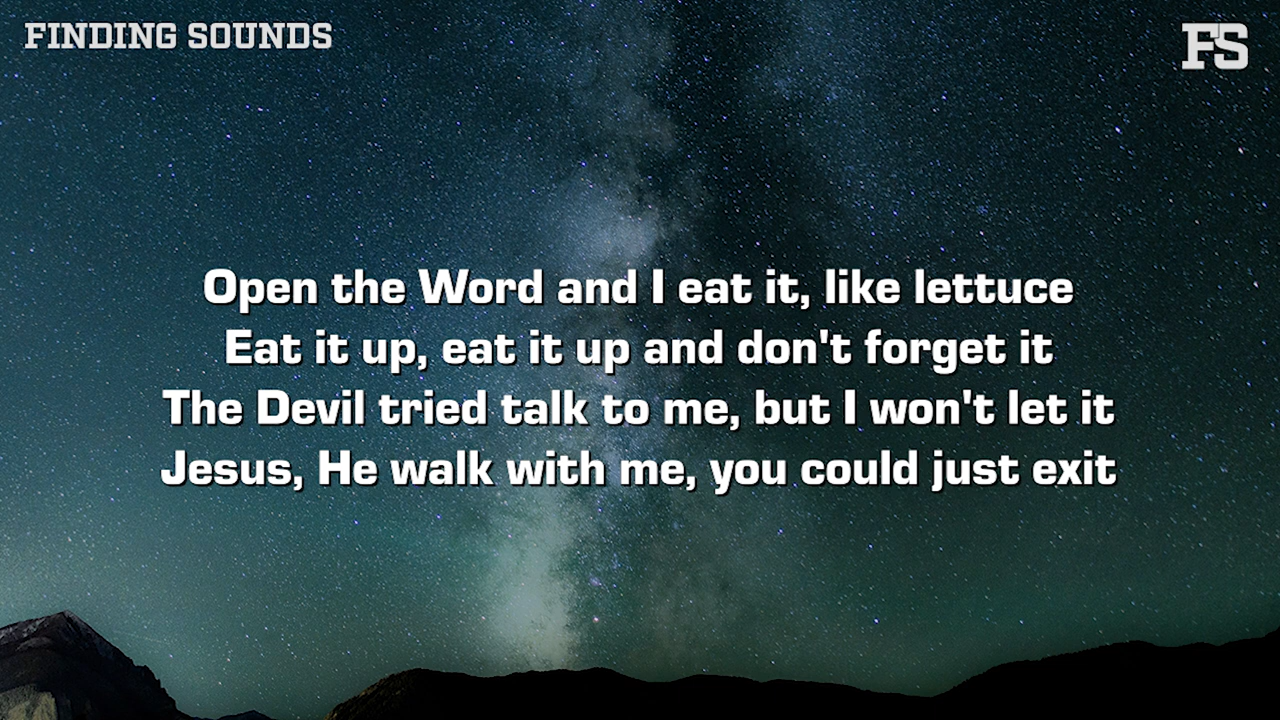 FINDING SOUNDS
FS
Open the Word and I eat it, like lettuce
Eat it up, eat it up and don't forget it
The Devil tried talk to me, but I won't let it
Jesus, He walk with me, you could just exit